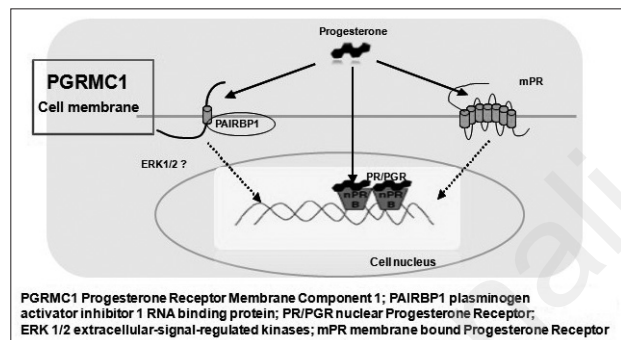 Progesterone
PGRMC1
Cell membrane
mPR
PAIRBP1
ERK1/2 ?
PR/PGR
nPR
B
nPR
B
Cell nucleus
PGRMC1 Progesterone Receptor Membrane Component 1; PAIRBP1 plasminogen
activator inhibitor 1 RNA binding protein; PR/PGR nuclear Progesterone Receptor;
ERK 1/2 extracellular-signal-regulated kinases; mPR membrane bound Progesterone Receptor